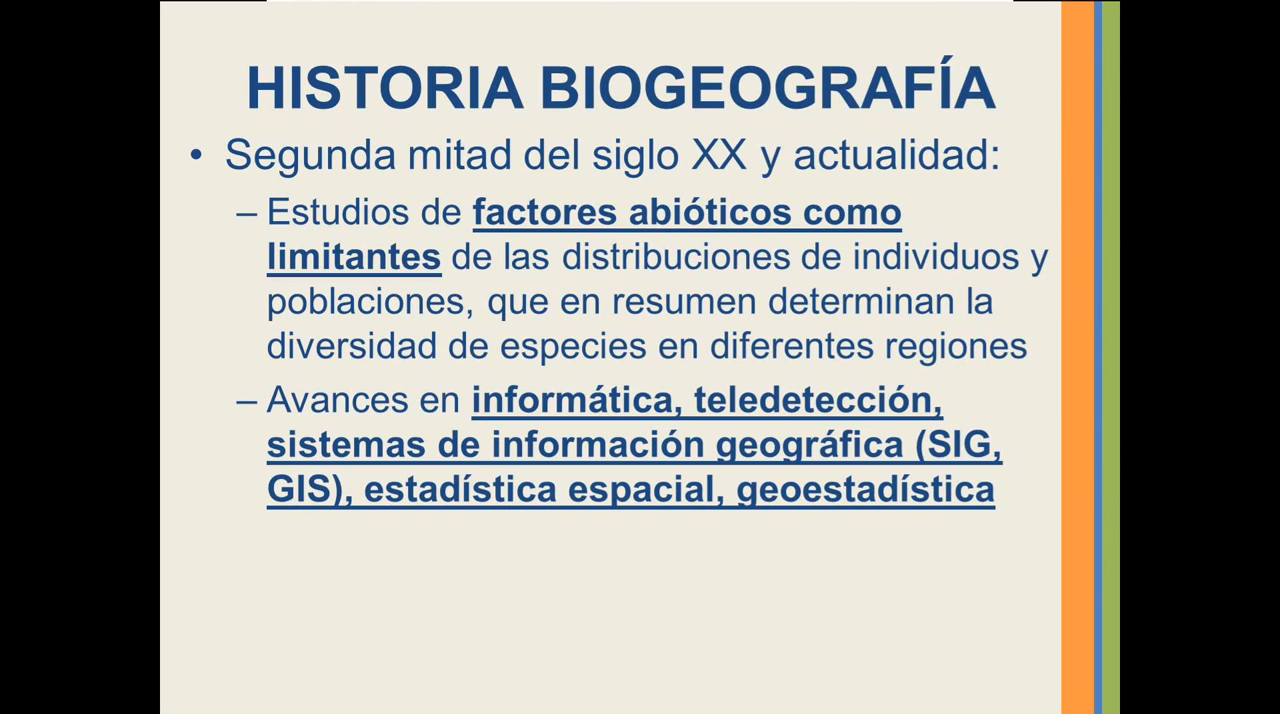 HISTORIA BIOGEOGRAFÍA
• Segunda mitad del siglo XX y actualidad:
– Estudios de factores abióticos como
limitantes de las distribuciones de individuos y
poblaciones, que en resumen determinan la
diversidad de especies en diferentes regiones
– Avances en informática, teledetección,
sistemas de información geográfica (SIG,
GIS), estadística espacial, geoestadística